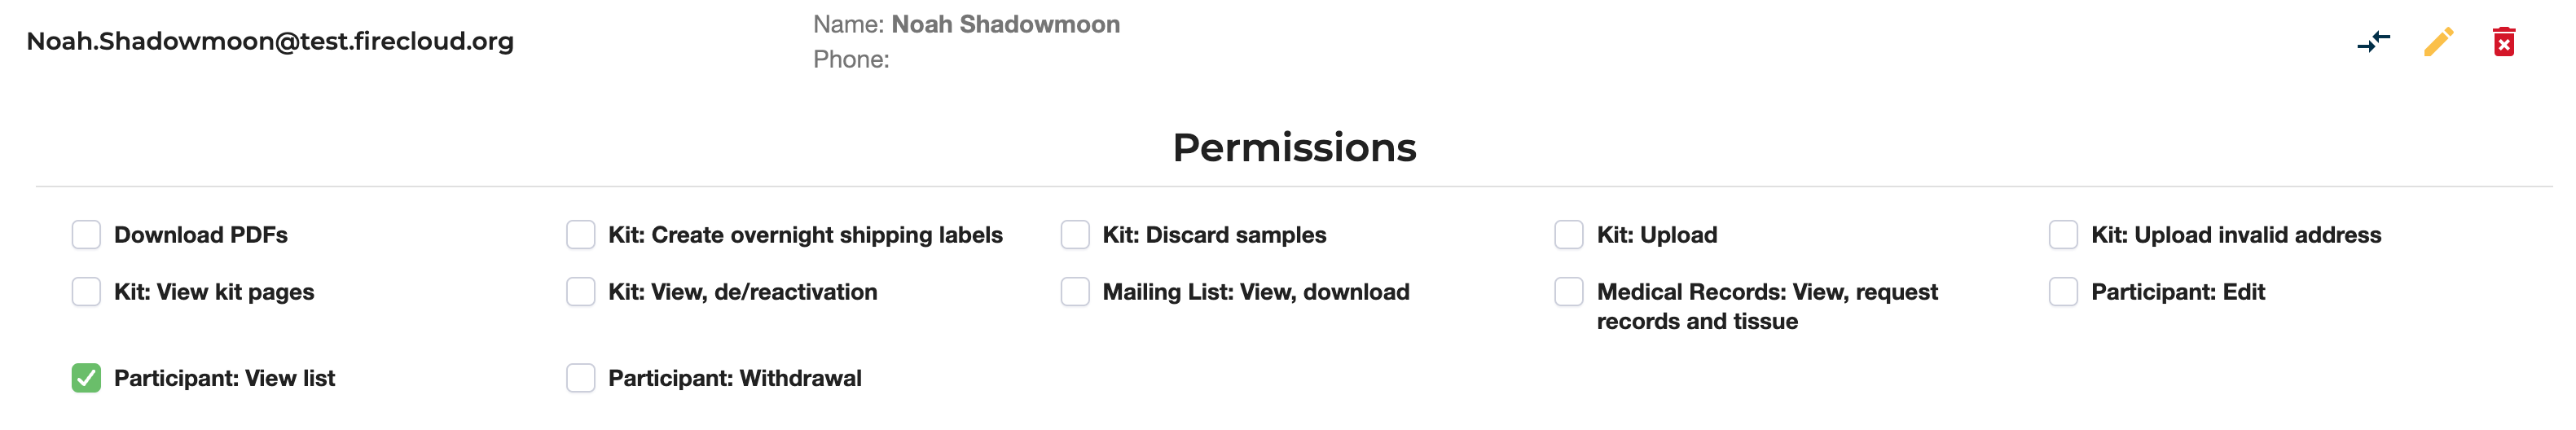 Noah.Shadowmoon@test.firecloud.org
Name: Noah Shadowmoon
Phone:
Permissions
Download PDFs
Kit: Create overnight shipping labels
Kit: Discard samples
Kit: Upload
Kit: Upload invalid address
Kit: View kit pages
Kit: View, de/reactivation
Mailing List: View, download
Medical Records: View, request
records and tissue
Participant: Edit
Participant: View list
Participant: Withdrawal